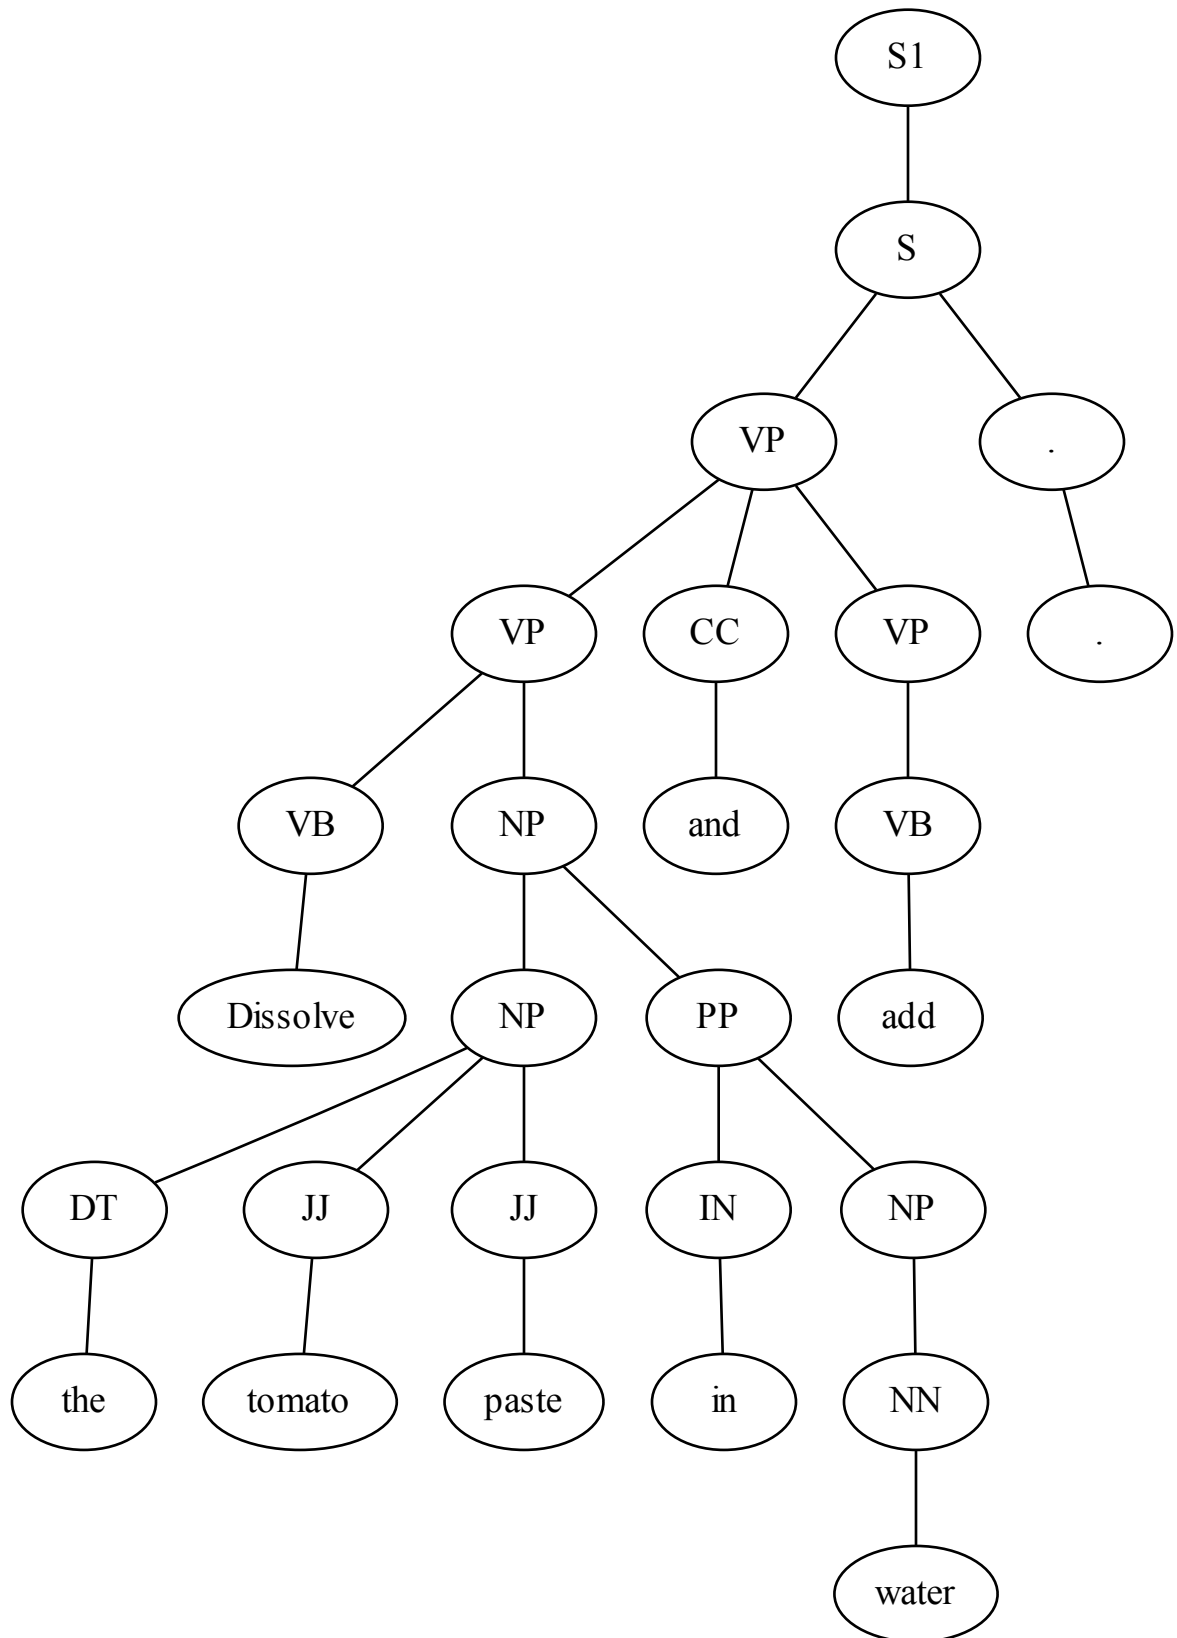 S1
S
VP .
VP CC VP .
VB NP and VB
Dissolve NP PP add
DT JJ JJ IN NP
the tomato paste in NN
water